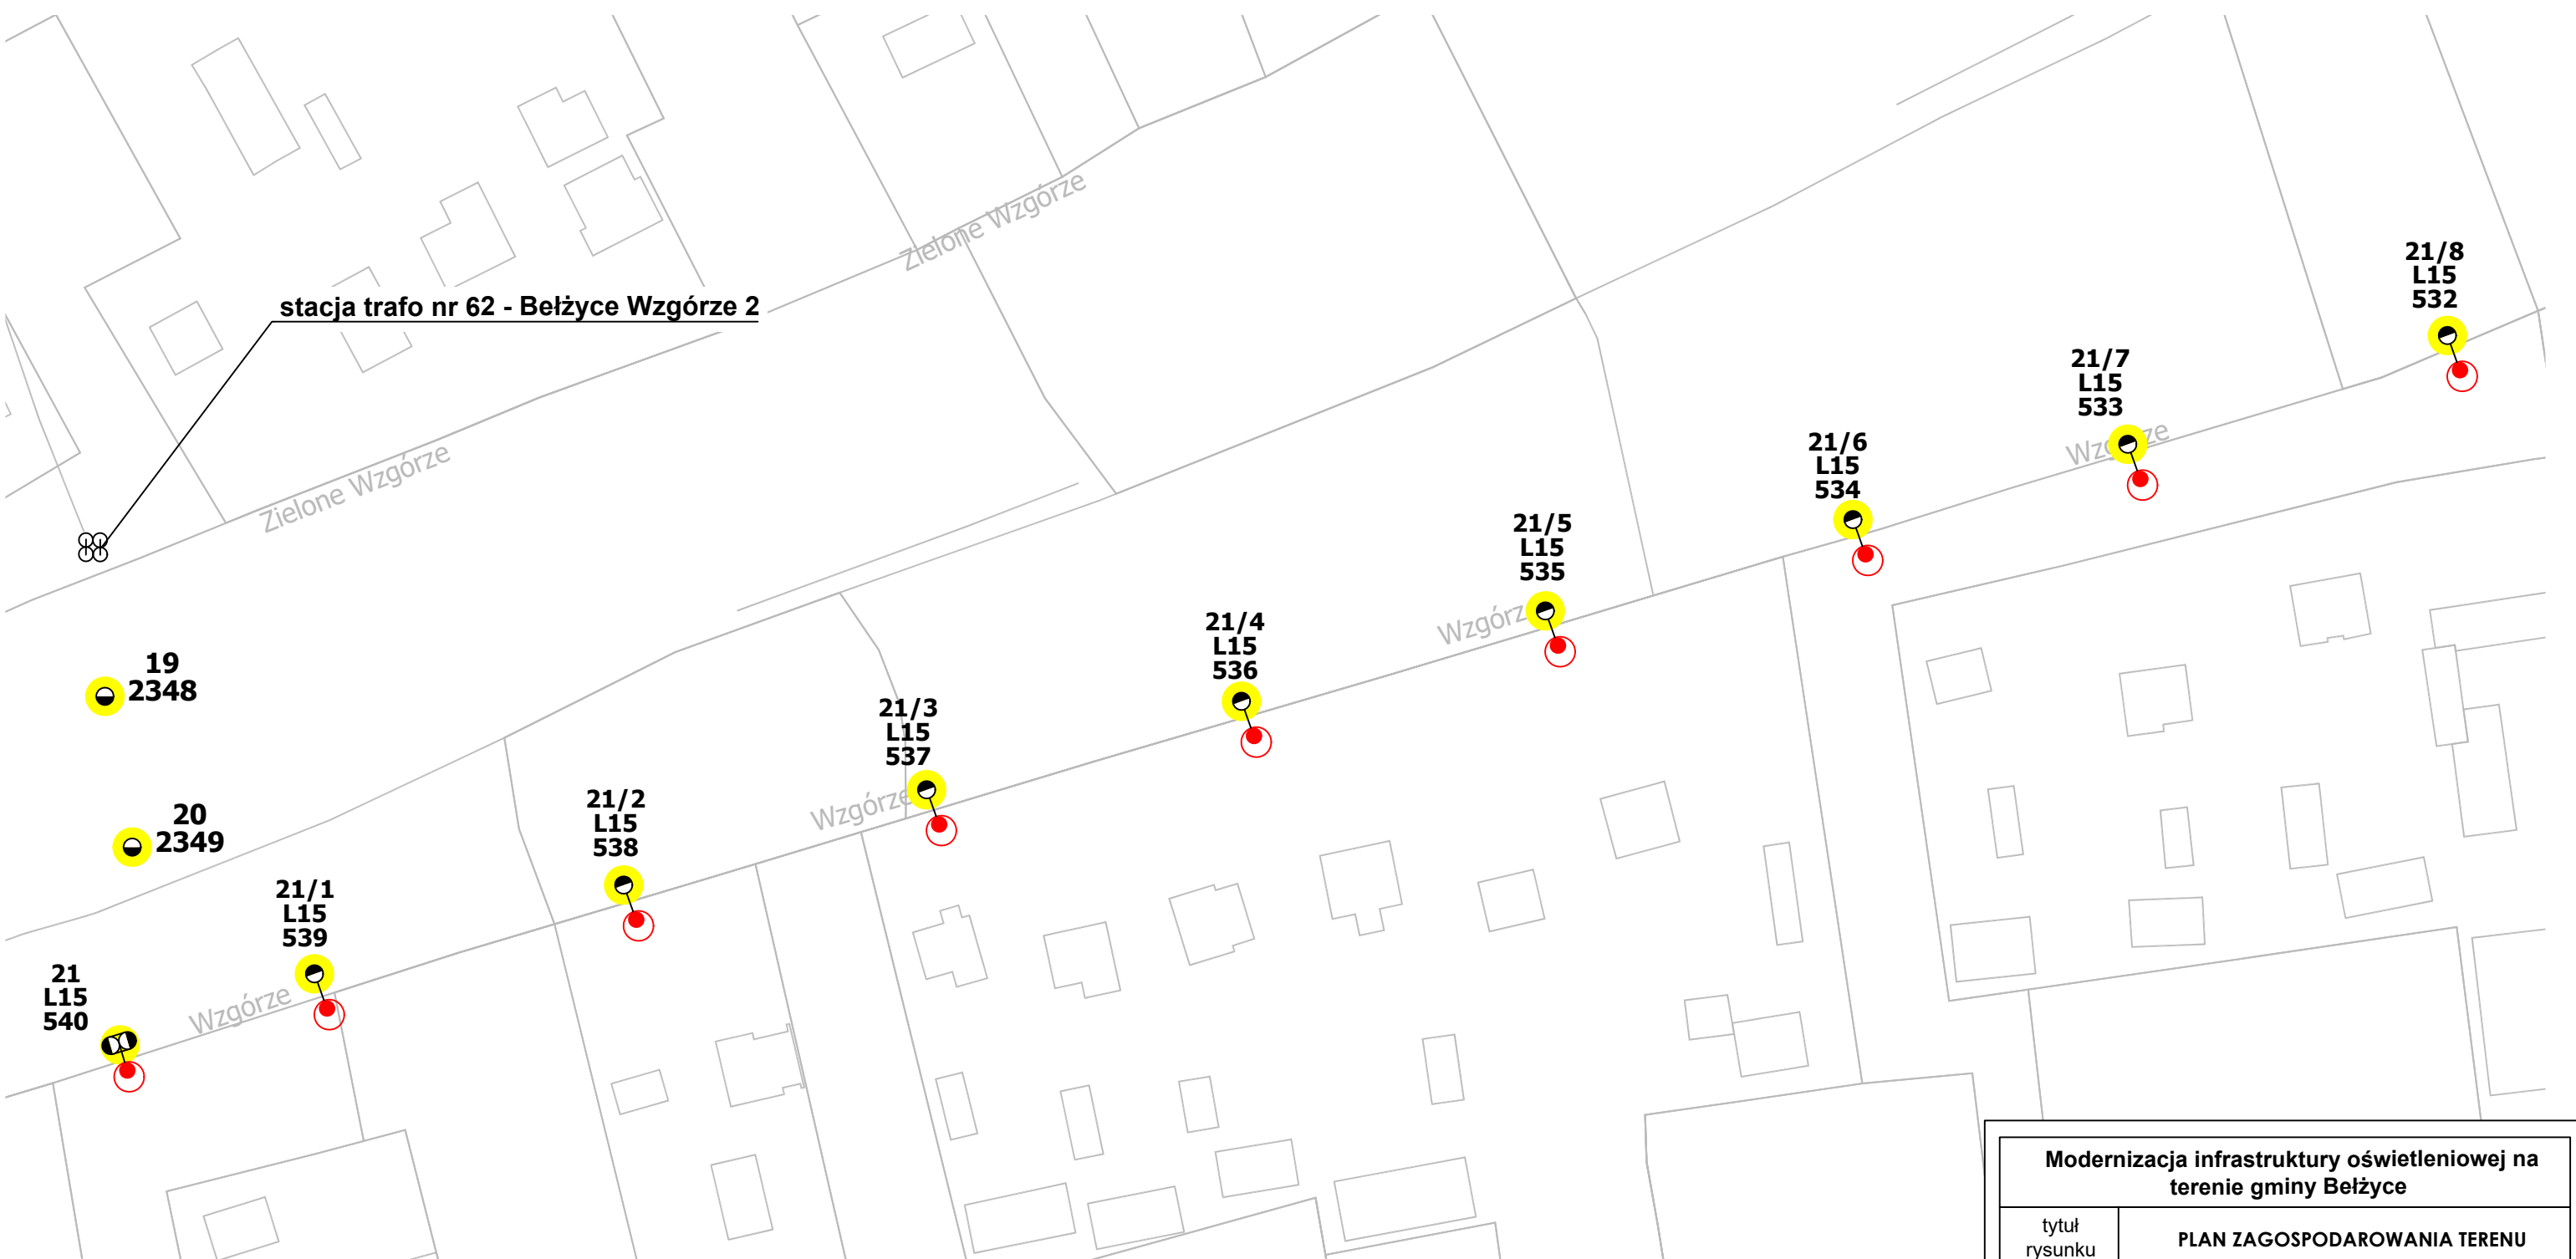 Zielone Wzgórze
stacja trafo nr 62 - Bełżyce Wzgórze 2
Zielone Wzgórze
21/8
L15
532
21/7
L15
533
Wzgórze
21/6
L15
534
21/5
L15
535
Wzgórze
21/4
L15
536
19
2348
21/3
L15
537
Wzgórze
21/2
L15
538
20
2349
21/1
L15
539
Wzgórze
21
L15
540
Modernizacja infrastruktury oświetleniowej na
terenie gminy Bełżyce
tytuł
rysunku
PLAN ZAGOSPODAROWANIA TERENU